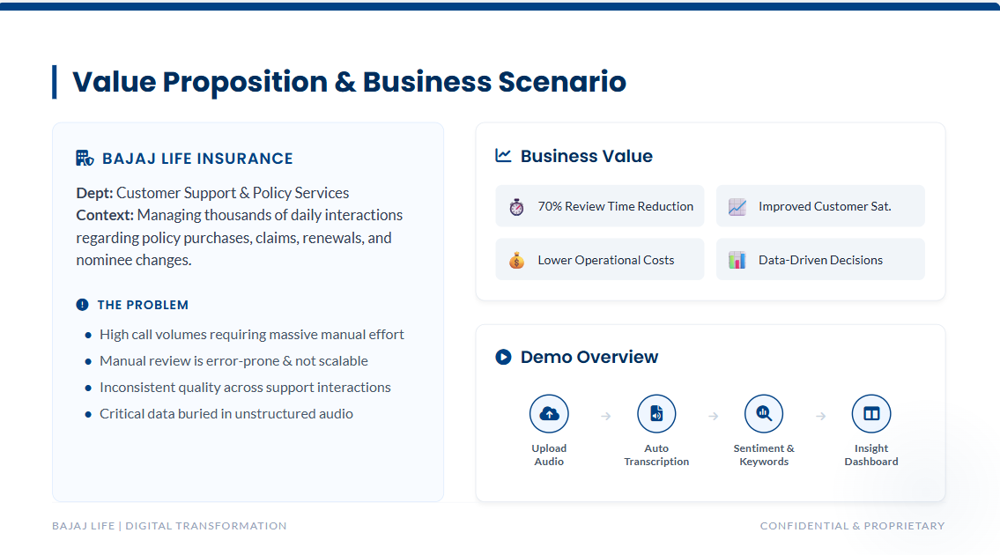 Value Proposition & Business Scenario
BAJAJ LIFE INSURANCE
Dept: Customer Support & Policy Services
Context: Managing thousands of daily interactions
regarding policy purchases, claims, renewals, and
nominee changes.
THE PROBLEM
High call volumes requiring massive manual effort
Manual review is error-prone & not scalable
Inconsistent quality across support interactions
Critical data buried in unstructured audio
Business Value
70% Review Time Reduction
Improved Customer Sat.
Lower Operational Costs
Data-Driven Decisions
Demo Overview
Upload
Audio
Auto
Transcription
Sentiment &
Keywords
Insight
Dashboard
BAJAJ LIFE | DIGITAL TRANSFORMATION
CONFIDENTIAL & PROPRIETARY